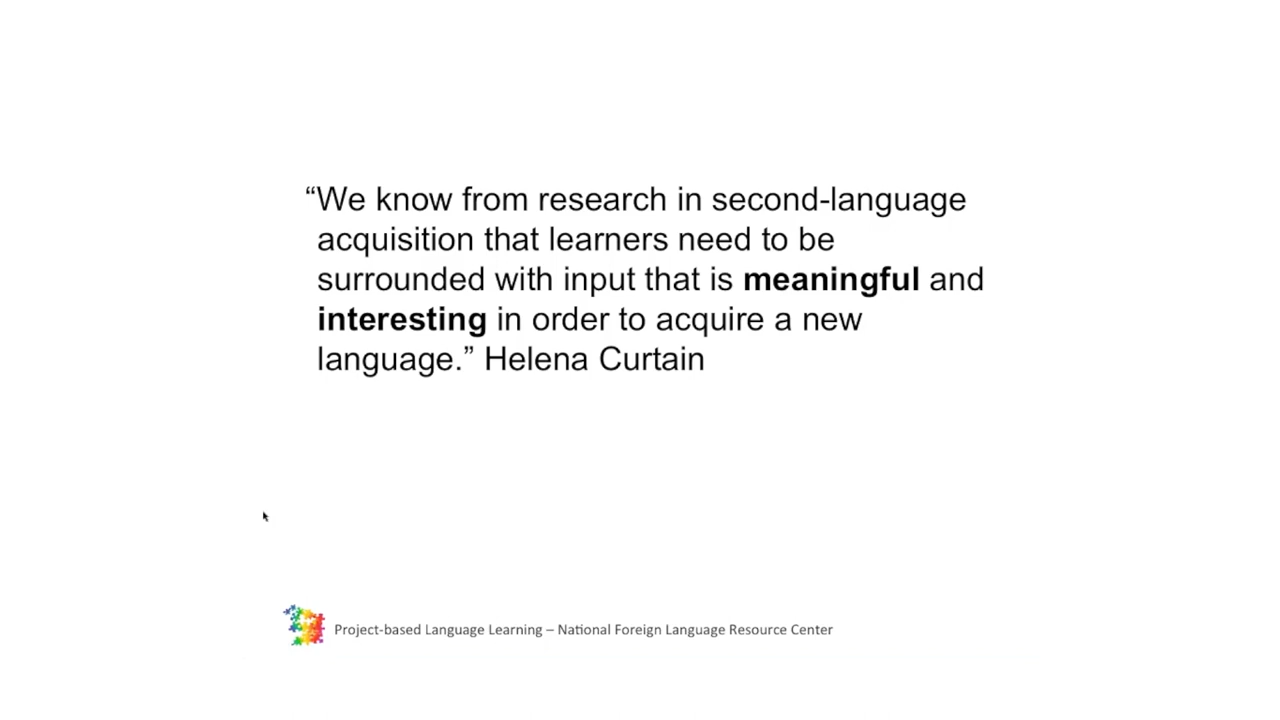 “We know from research in second-language
acquisition that learners need to be
surrounded with input that is meaningful and
interesting in order to acquire a new
language.” Helena Curtain
Project-based Language Learning – National Foreign Language Resource Center